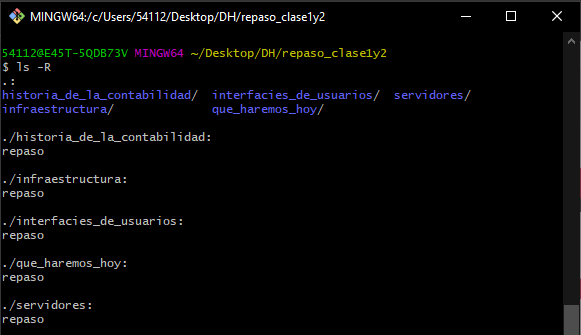 MINGW64:/c/Users/54112/Desktop/DH/repaso_clase1y2
54112@E45T-5QDB73V MINGW64 ~/Desktop/DH/repaso_clase1y2
$ ls -R
.:
historia_de_la_contabilidad/  interfacies_de_usuarios/  servidores/
infraestructura/              que_haremos_hoy/
./historia_de_la_contabilidad:
repaso
./infraestructura:
repaso
./interfacies_de_usuarios:
repaso
./que_haremos_hoy:
repaso
./servidores:
repaso